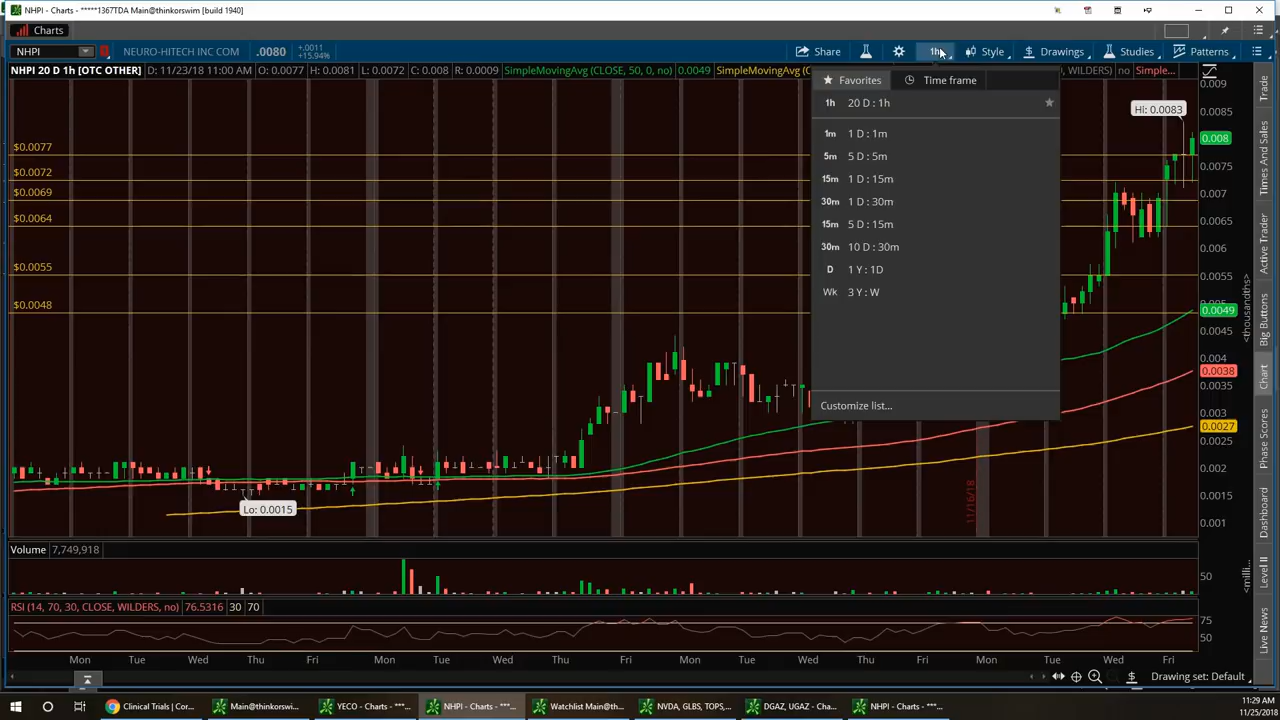 NHPI - Charts - *****1367TDA Main@thinkorswim [build 1940]
Charts
NHPI NEURO-HITECH INC COM .0080 +.0011 +15.94% Share 1h Style Drawings Studies Patterns
NHPI 20 D 1h [OTC OTHER] D: 11/23/18 11:00 AM O: 0.0077 H: 0.0081 L: 0.0072 C: 0.008 R: 0.0009 SimpleMovingAvg (CLOSE, 50, 0, no) 0.0049 SimpleMovingAvg (C , WILDERS) no Simple...
Favorites Time frame
1h 20 D : 1h
1m 1 D : 1m
5m 5 D : 5m
15m 1 D : 15m
30m 1 D : 30m
15m 5 D : 15m
30m 10 D : 30m
D 1 Y : 1D
Wk 3 Y : W
Customize list...
$0.0077
$0.0072
$0.0069
$0.0064
$0.0055
$0.0048
Hi: 0.0083
Lo: 0.0015
11/16/18
0.009
0.0085
0.008
0.0075
0.007
0.0065
0.006
0.0055
0.0049
0.0045
0.004
0.0038
0.0035
0.003
0.0027
0.0025
0.002
0.0015
0.001
<thousandths>
Volume 7,749,918
50
<milli...
RSI (14, 70, 30, CLOSE, WILDERS, no) 76.5316 30 70
75
50
Mon Tue Wed Thu Fri Mon Tue Wed Thu Fri Mon Tue Wed Mon Tue Wed Fri
Drawing set: Default
Trade
Times And Sales
Active Trader
Big Buttons
Chart
Phase Scores
Dashboard
Level II
Live News
Clinical Trials | Cor... Main@thinkorswi... YECO - Charts - ***... NHPI - Charts - ***... Watchlist Main@th... NVDA, GLBS, TOPS,... DGAZ, UGAZ - Cha... NHPI - Charts - ***...
11:29 AM
11/25/2018